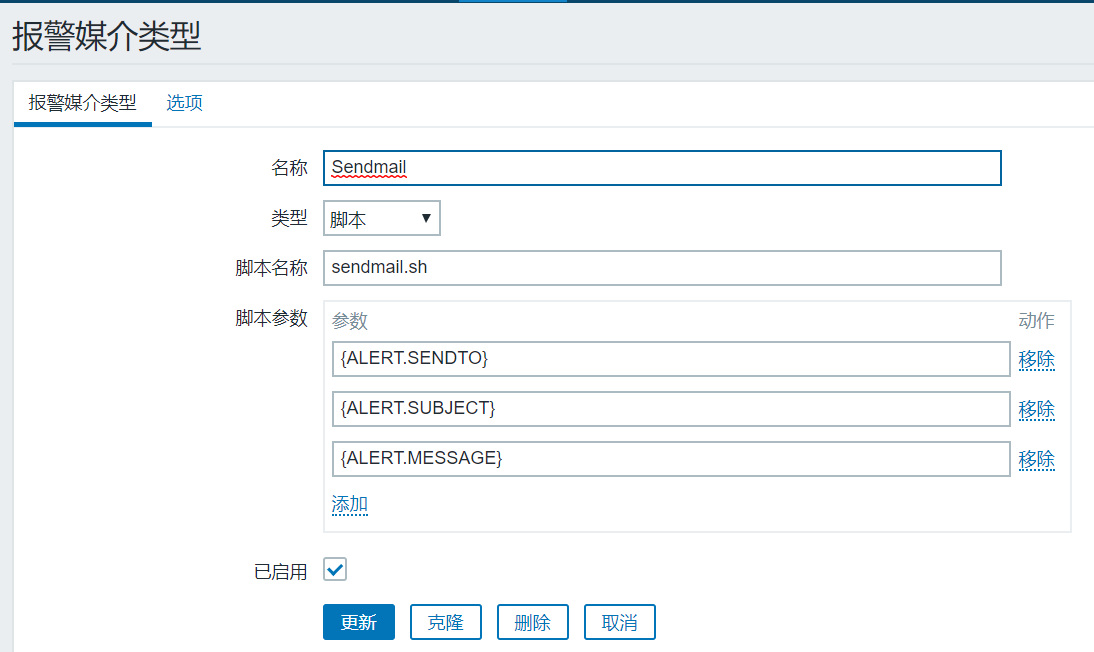 报警媒介类型
报警媒介类型 选项
名称 Sendmail
类型 脚本
脚本名称 sendmail.sh
脚本参数 参数 动作
{ALERT.SENDTO} 移除
{ALERT.SUBJECT} 移除
{ALERT.MESSAGE} 移除
添加
已启用
更新 克隆 删除 取消